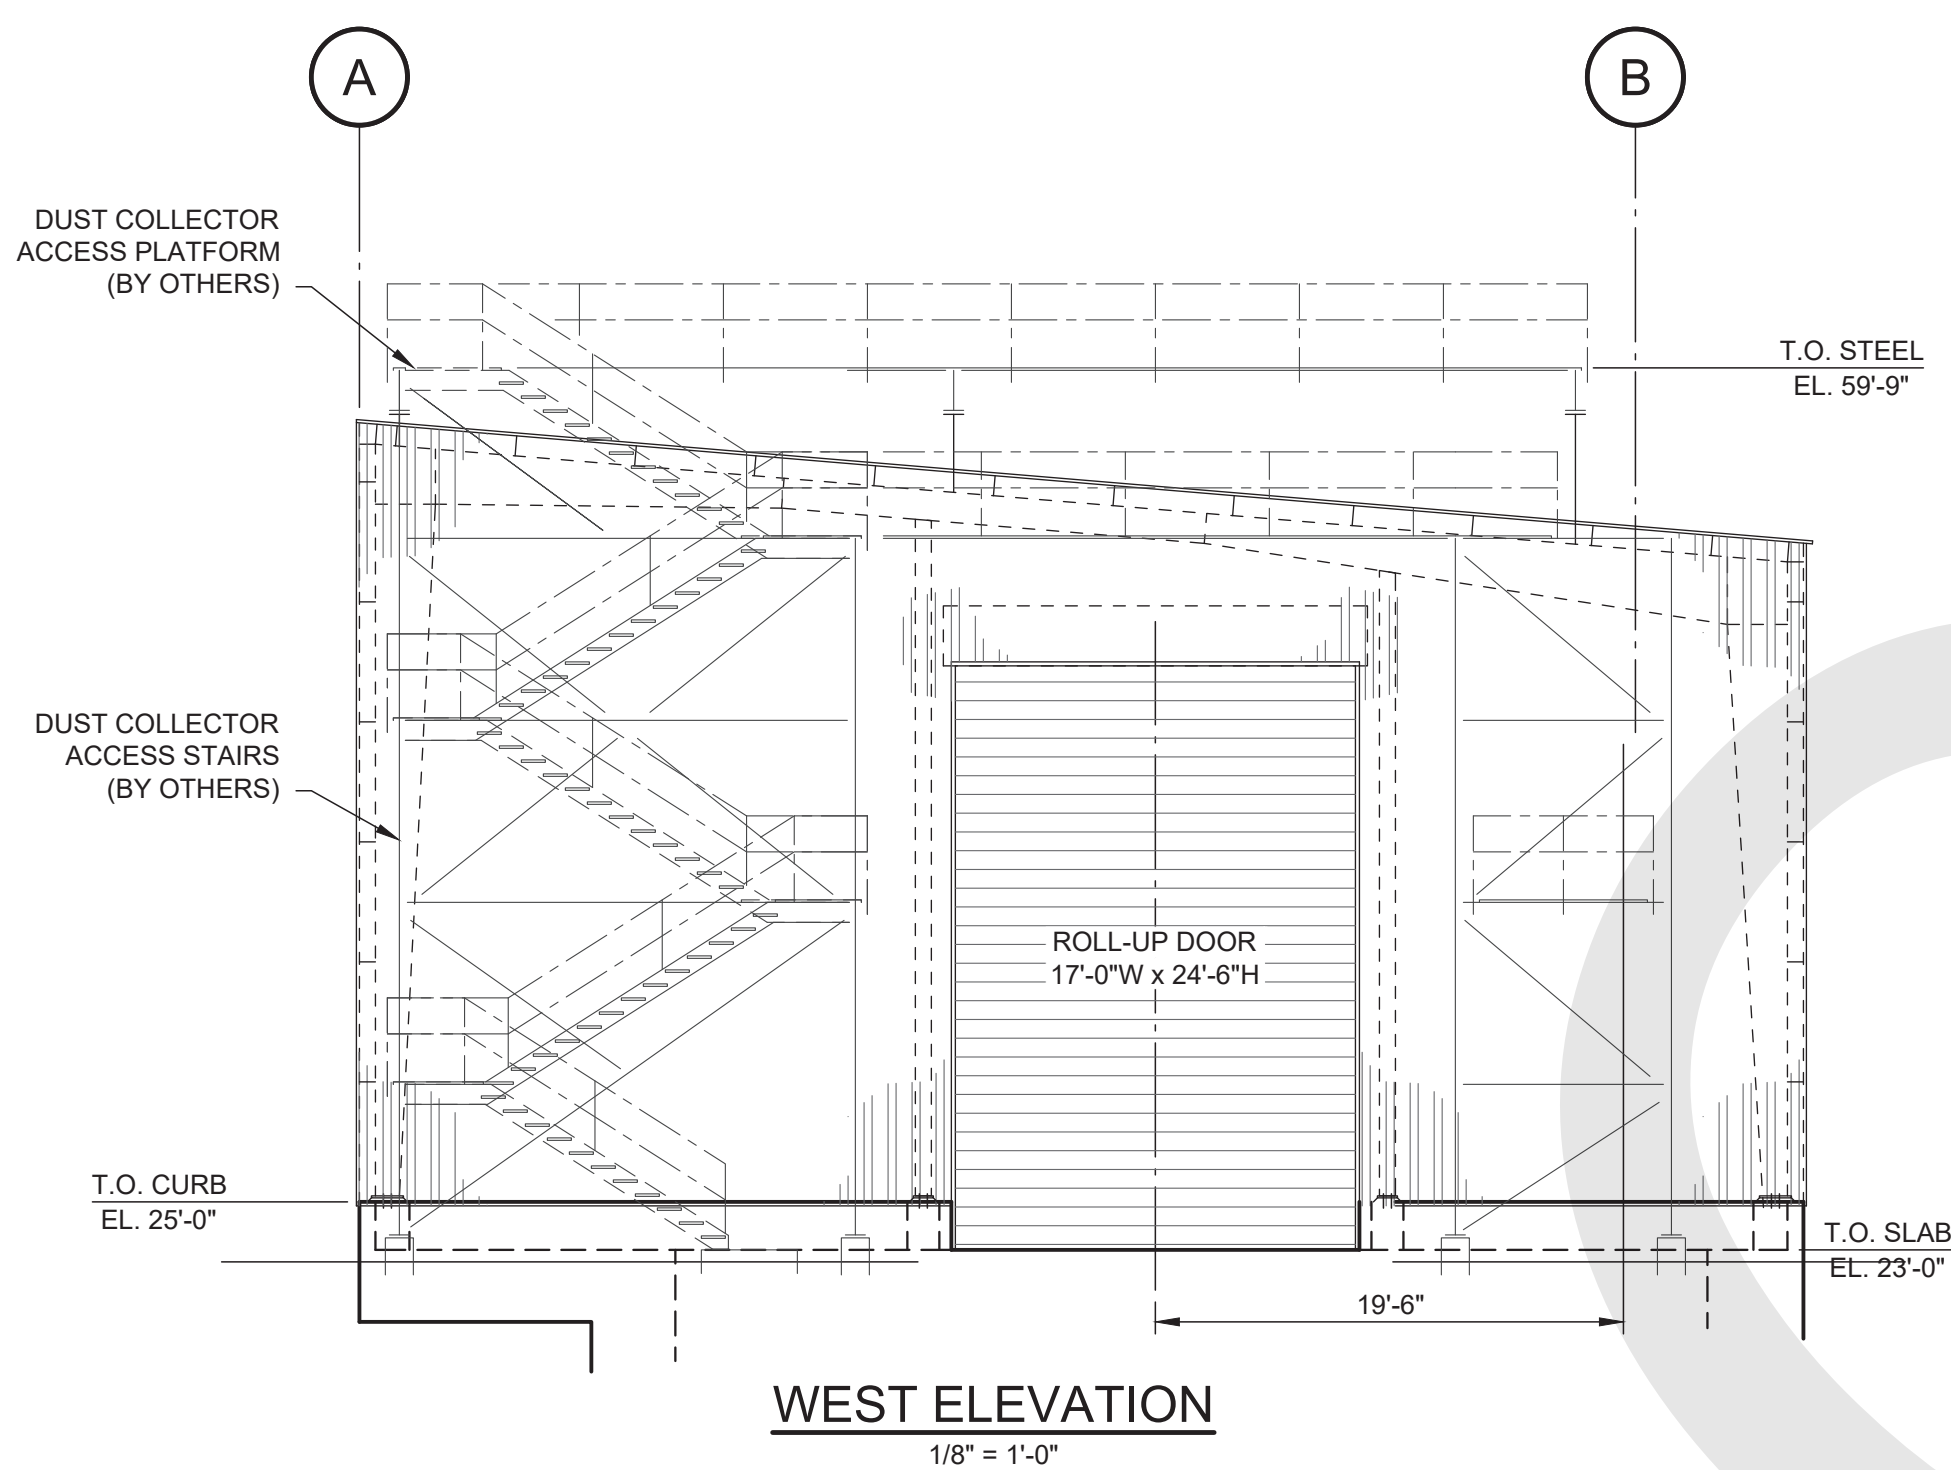 A
B
DUST COLLECTOR
ACCESS PLATFORM
(BY OTHERS)
T.O. STEEL
EL. 59'-9"
DUST COLLECTOR
ACCESS STAIRS
(BY OTHERS)
ROLL-UP DOOR
17'-0"W x 24'-6"H
T.O. CURB
EL. 25'-0"
T.O. SLAB
EL. 23'-0"
19'-6"
WEST ELEVATION
1/8" = 1'-0"